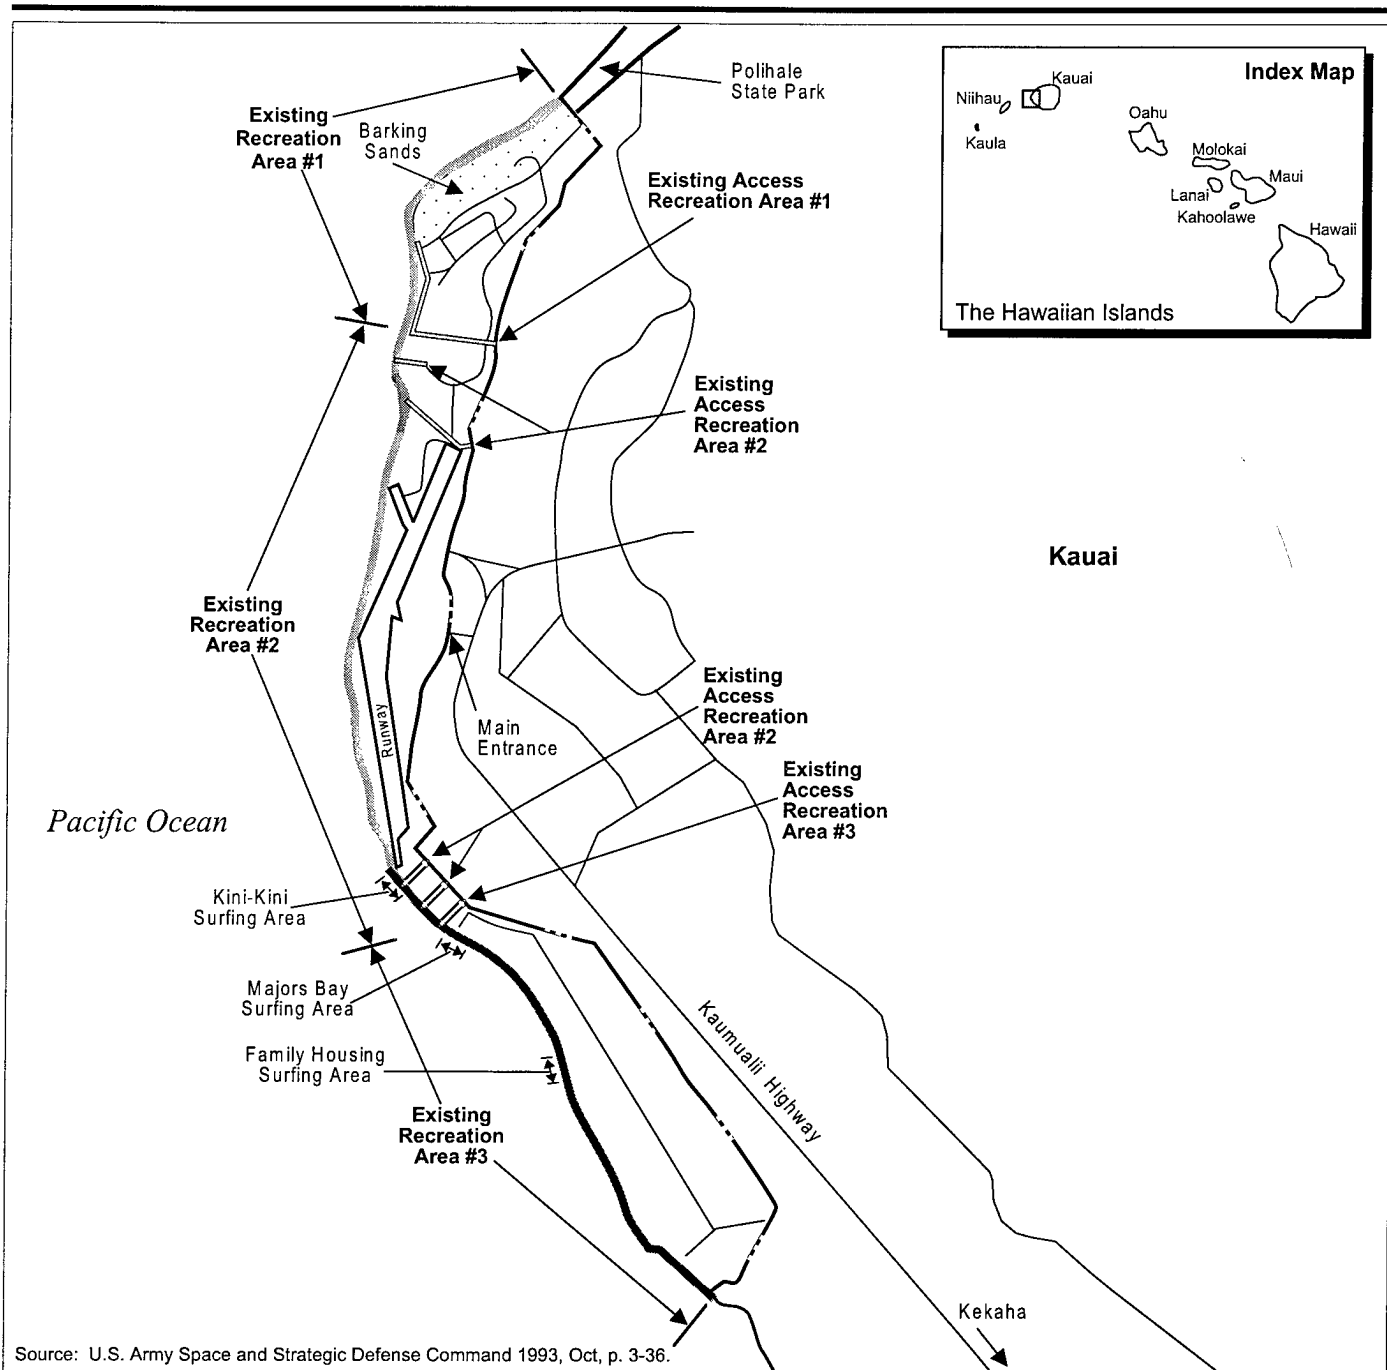 Polihale
State Park
Index Map
Kauai
Niihau
Kaula
Oahu
Molokai
Maui
Lanai
Kahoolawe
Hawaii
The Hawaiian Islands
Existing
Recreation
Area #1
Barking
Sands
Existing Access
Recreation Area #1
Existing
Access
Recreation
Area #2
Kauai
Existing
Recreation
Area #2
Existing
Access
Recreation
Area #2
Main
Entrance
Runway
Existing
Access
Recreation
Area #3
Pacific Ocean
Kini-Kini
Surfing Area
Majors Bay
Surfing Area
Family Housing
Surfing Area
Kaumualii Highway
Existing
Recreation
Area #3
Kekaha
Source: U.S. Army Space and Strategic Defense Command 1993, Oct, p. 3-36.